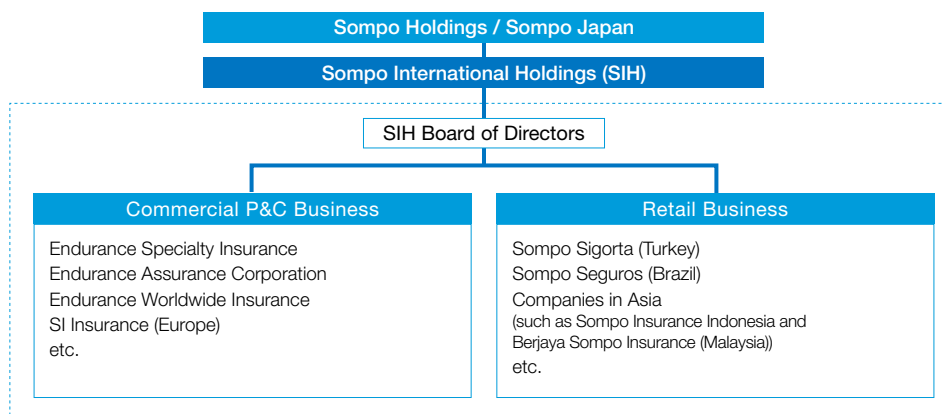 Sompo Holdings / Sompo Japan
Sompo International Holdings (SIH)
SIH Board of Directors
Commercial P&C Business
Endurance Specialty Insurance
Endurance Assurance Corporation
Endurance Worldwide Insurance
SI Insurance (Europe)
etc.
Retail Business
Sompo Sigorta (Turkey)
Sompo Seguros (Brazil)
Companies in Asia
(such as Sompo Insurance Indonesia and
Berjaya Sompo Insurance (Malaysia))
etc.